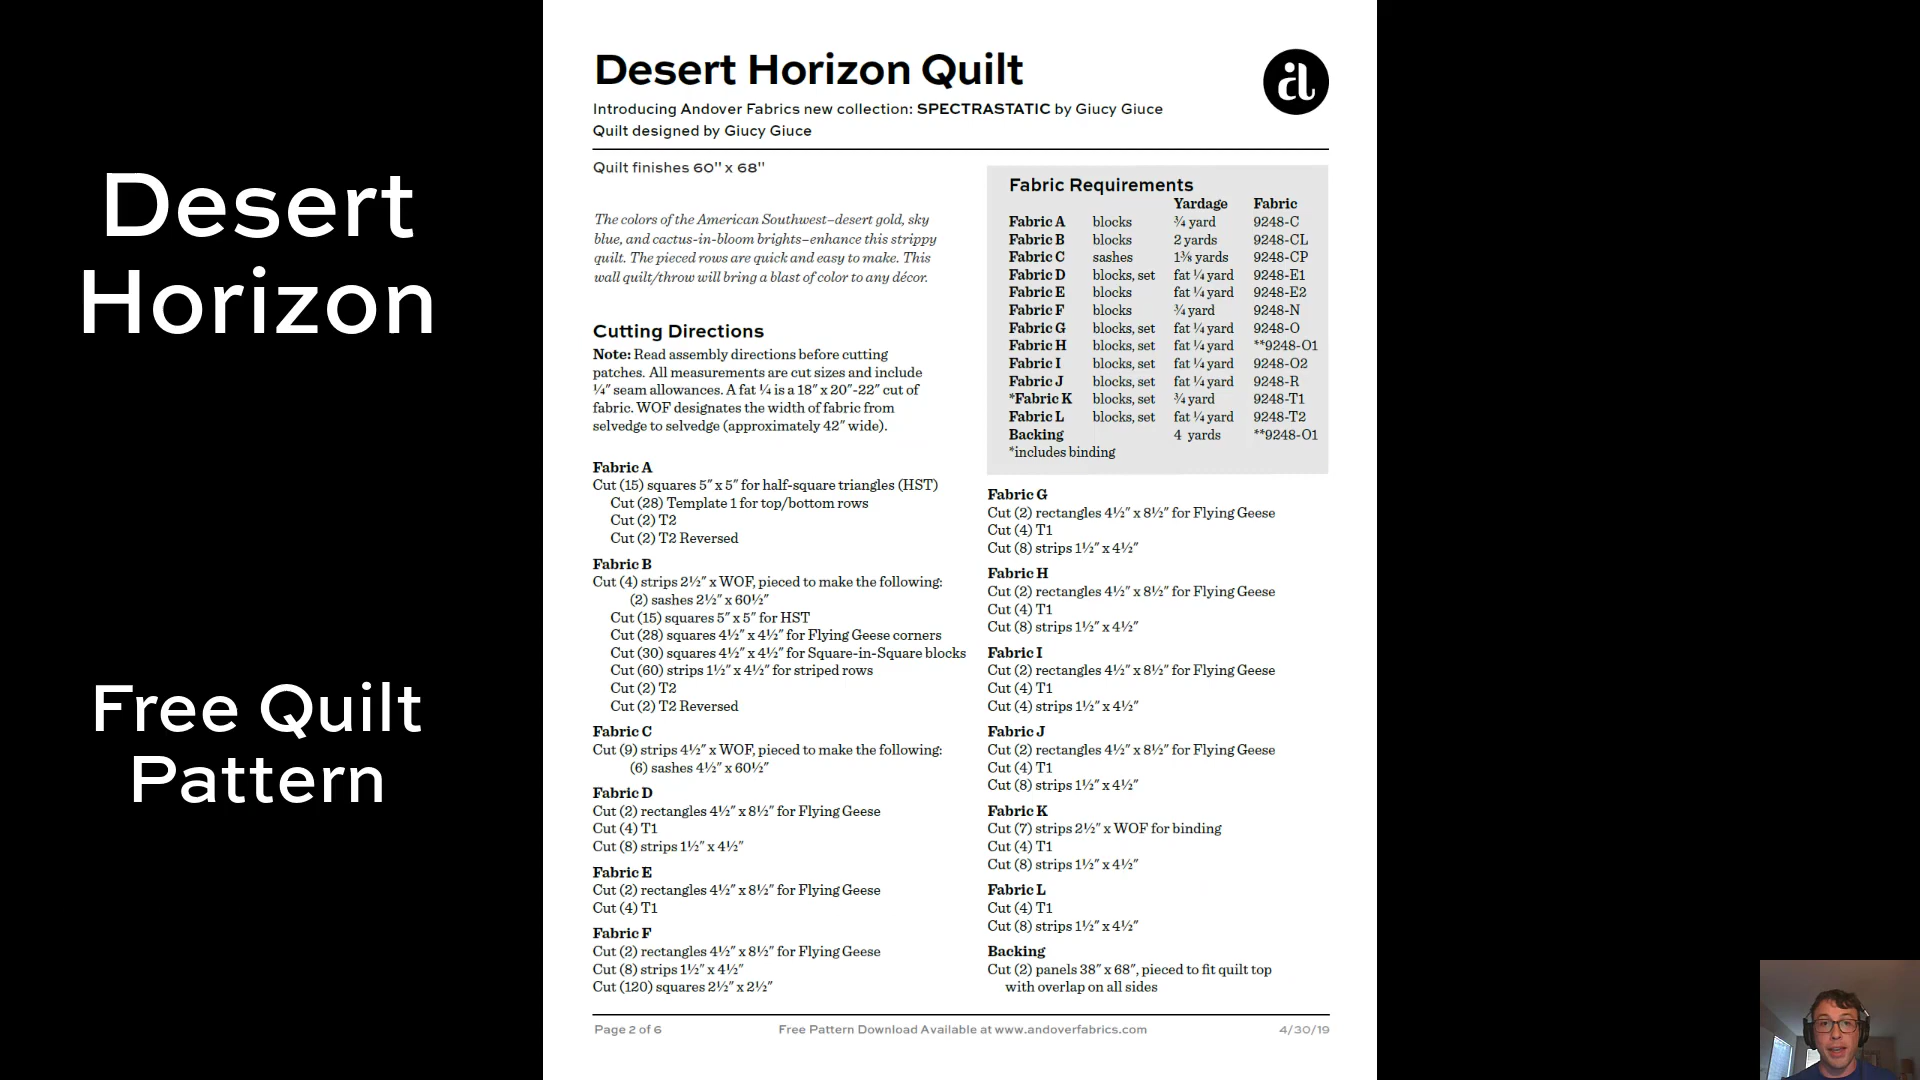 Desert
Horizon
Free Quilt
Pattern
Desert Horizon Quilt
Introducing Andover Fabrics new collection: SPECTRASTATIC by Giucy Giuce
Quilt designed by Giucy Giuce
Quilt finishes 60" x 68"
The colors of the American Southwest–desert gold, sky
blue, and cactus-in-bloom brights–enhance this strippy
quilt. The pieced rows are quick and easy to make. This
wall quilt/throw will bring a blast of color to any décor.
Cutting Directions
Note: Read assembly directions before cutting
patches. All measurements are cut sizes and include
¼″ seam allowances. A fat ¼ is a 18″ x 20″-22″ cut of
fabric. WOF designates the width of fabric from
selvedge to selvedge (approximately 42″ wide).
Fabric A
Cut (15) squares 5″ x 5″ for half-square triangles (HST)
Cut (28) Template 1 for top/bottom rows
Cut (2) T2
Cut (2) T2 Reversed
Fabric B
Cut (4) strips 2½″ x WOF, pieced to make the following:
(2) sashes 2½″ x 60½″
Cut (15) squares 5″ x 5″ for HST
Cut (28) squares 4½″ x 4½″ for Flying Geese corners
Cut (30) squares 4½″ x 4½″ for Square-in-Square blocks
Cut (60) strips 1½″ x 4½″ for striped rows
Cut (2) T2
Cut (2) T2 Reversed
Fabric C
Cut (9) strips 4½″ x WOF, pieced to make the following:
(6) sashes 4½″ x 60½″
Fabric D
Cut (2) rectangles 4½″ x 8½″ for Flying Geese
Cut (4) T1
Cut (8) strips 1½″ x 4½″
Fabric E
Cut (2) rectangles 4½″ x 8½″ for Flying Geese
Cut (4) T1
Fabric F
Cut (2) rectangles 4½″ x 8½″ for Flying Geese
Cut (8) strips 1½″ x 4½″
Cut (120) squares 2½″ x 2½″
Fabric Requirements
Yardage Fabric
Fabric A blocks ¾ yard 9248-C
Fabric B blocks 2 yards 9248-CL
Fabric C sashes 1⅜ yards 9248-CP
Fabric D blocks, set fat ¼ yard 9248-E1
Fabric E blocks fat ¼ yard 9248-E2
Fabric F blocks ¾ yard 9248-N
Fabric G blocks, set fat ¼ yard 9248-O
Fabric H blocks, set fat ¼ yard **9248-O1
Fabric I blocks, set fat ¼ yard 9248-O2
Fabric J blocks, set fat ¼ yard 9248-R
*Fabric K blocks, set ¾ yard 9248-T1
Fabric L blocks, set fat ¼ yard 9248-T2
Backing 4 yards **9248-O1
*includes binding
Fabric G
Cut (2) rectangles 4½″ x 8½″ for Flying Geese
Cut (4) T1
Cut (8) strips 1½″ x 4½″
Fabric H
Cut (2) rectangles 4½″ x 8½″ for Flying Geese
Cut (4) T1
Cut (8) strips 1½″ x 4½″
Fabric I
Cut (2) rectangles 4½″ x 8½″ for Flying Geese
Cut (4) T1
Cut (4) strips 1½″ x 4½″
Fabric J
Cut (2) rectangles 4½″ x 8½″ for Flying Geese
Cut (4) T1
Cut (8) strips 1½″ x 4½″
Fabric K
Cut (7) strips 2½″ x WOF for binding
Cut (4) T1
Cut (8) strips 1½″ x 4½″
Fabric L
Cut (4) T1
Cut (8) strips 1½″ x 4½″
Backing
Cut (2) panels 38″ x 68″, pieced to fit quilt top
with overlap on all sides
Page 2 of 6
Free Pattern Download Available at www.andoverfabrics.com
4/30/19